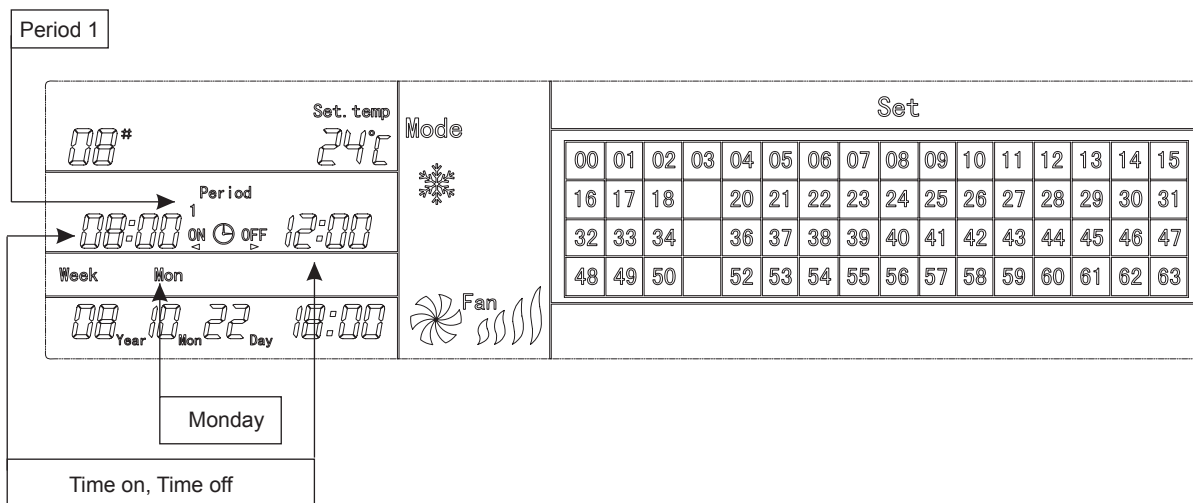 Period 1
Set.temp
08# 24℃
Period
1
08:00 ON OFF 12:00
Week Mon
08 Year 10 Mon 22 Day 18:00
Mode
Fan
Set
00 01 02 03 04 05 06 07 08 09 10 11 12 13 14 15
16 17 18 20 21 22 23 24 25 26 27 28 29 30 31
32 33 34 36 37 38 39 40 41 42 43 44 45 46 47
48 49 50 52 53 54 55 56 57 58 59 60 61 62 63
Monday
Time on, Time off